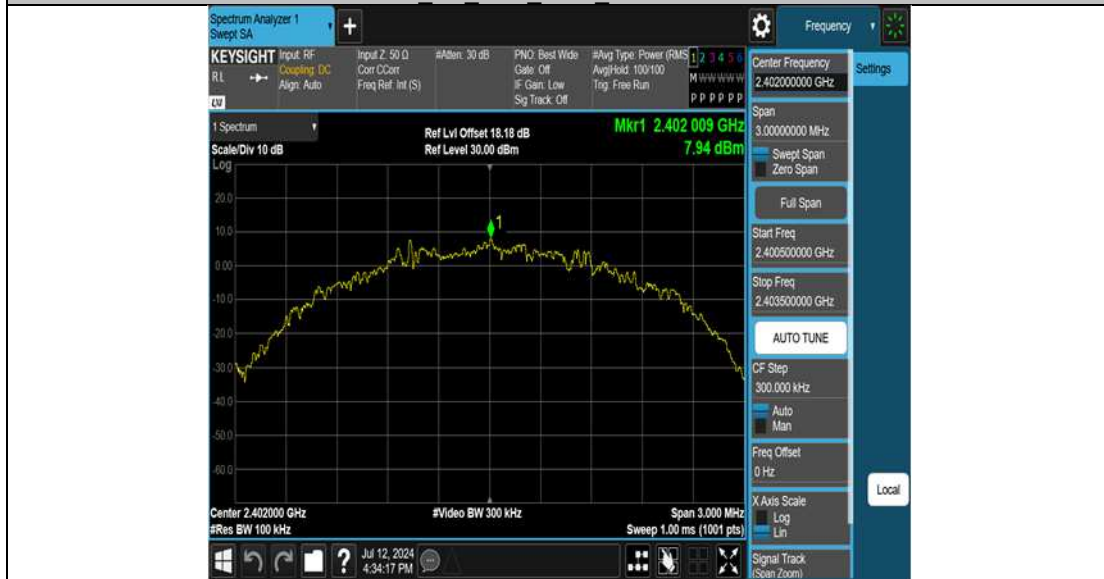 Spectrum Analyzer 1
Swept SA
+
Frequency
KEYSIGHT
Input: RF
Coupling: DC
Align: Auto
Input Z: 50 Ω
Corr CCorr
Freq Ref: Int (S)
#Atten: 30 dB
PNO: Best Wide
Gate: Off
IF Gain: Low
Sig Track: Off
#Avg Type: Power (RMS
Avg|Hold: 100/100
Trig: Free Run
1 2 3 4 5 6
M W W W W W
P P P P P P
RL
LXI
1 Spectrum
Scale/Div 10 dB
Ref Lvl Offset 18.18 dB
Ref Level 30.00 dBm
Mkr1 2.402 009 GHz
7.94 dBm
Log
20.0
10.0
0.00
-10.0
-20.0
-30.0
-40.0
-50.0
-60.0
1
Center 2.402000 GHz
#Res BW 100 kHz
#Video BW 300 kHz
Span 3.000 MHz
Sweep 1.00 ms (1001 pts)
?
Jul 12, 2024
4:34:17 PM
Center Frequency
2.402000000 GHz
Span
3.00000000 MHz
Swept Span
Zero Span
Full Span
Start Freq
2.400500000 GHz
Stop Freq
2.403500000 GHz
AUTO TUNE
CF Step
300.000 kHz
Auto
Man
Freq Offset
0 Hz
X Axis Scale
Log
Lin
Signal Track
(Span Zoom)
Settings
Local